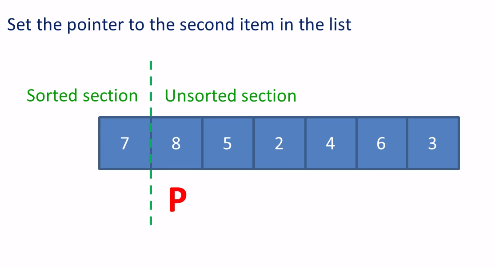 Set the pointer to the second item in the list
Sorted section Unsorted section
7 8 5 2 4 6 3
P